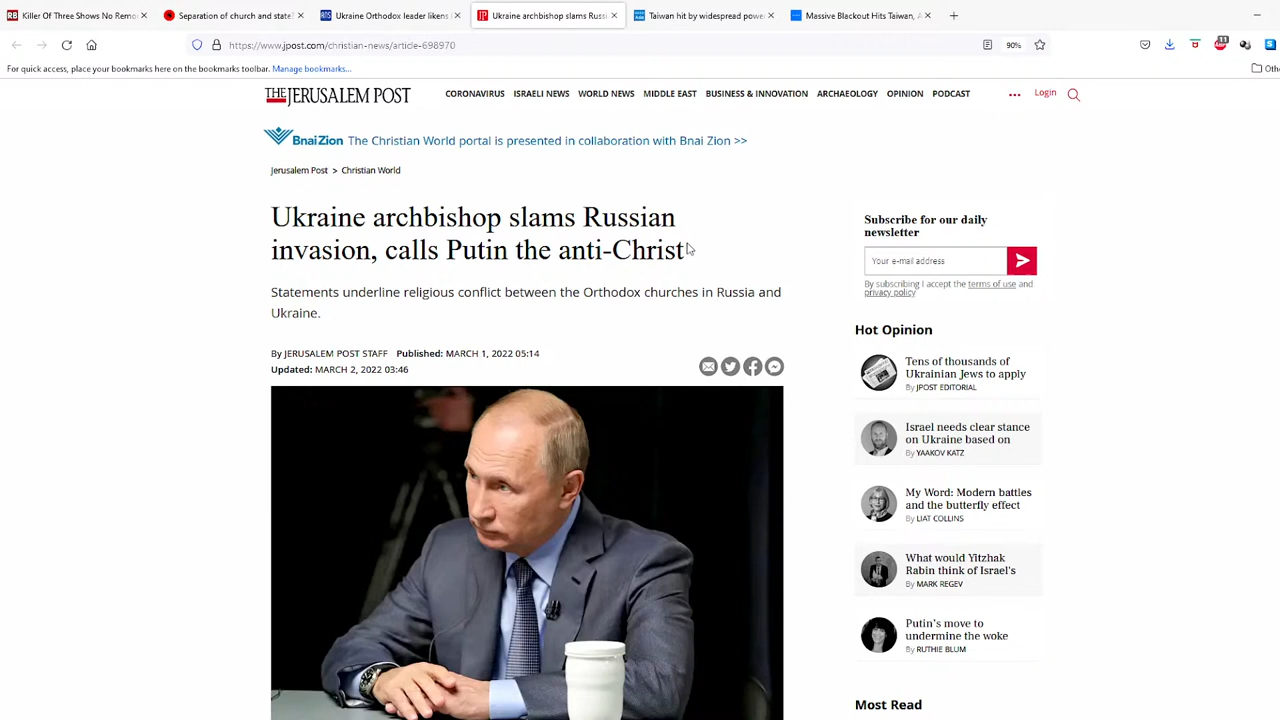 Killer Of Three Shows No Remo
Separation of church and state?
Ukraine Orthodox leader likens
Ukraine archbishop slams Russi
Taiwan hit by widespread power
Massive Blackout Hits Taiwan, A
https://www.jpost.com/christian-news/article-698970
90%
11
For quick access, place your bookmarks here on the bookmarks toolbar. Manage bookmarks...
Oth
THE JERUSALEM POST
CORONAVIRUS ISRAELI NEWS WORLD NEWS MIDDLE EAST BUSINESS & INNOVATION ARCHAEOLOGY OPINION PODCAST
Login
BnaiZion The Christian World portal is presented in collaboration with Bnai Zion >>
Jerusalem Post > Christian World
Ukraine archbishop slams Russian
invasion, calls Putin the anti-Christ
Statements underline religious conflict between the Orthodox churches in Russia and
Ukraine.
By JERUSALEM POST STAFF Published: MARCH 1, 2022 05:14
Updated: MARCH 2, 2022 03:46
Subscribe for our daily
newsletter
Your e-mail address
By subscribing I accept the terms of use and
privacy policy
Hot Opinion
Tens of thousands of
Ukrainian Jews to apply
By JPOST EDITORIAL
Israel needs clear stance
on Ukraine based on
By YAAKOV KATZ
My Word: Modern battles
and the butterfly effect
By LIAT COLLINS
What would Yitzhak
Rabin think of Israel's
By MARK REGEV
Putin's move to
undermine the woke
By RUTHIE BLUM
Most Read